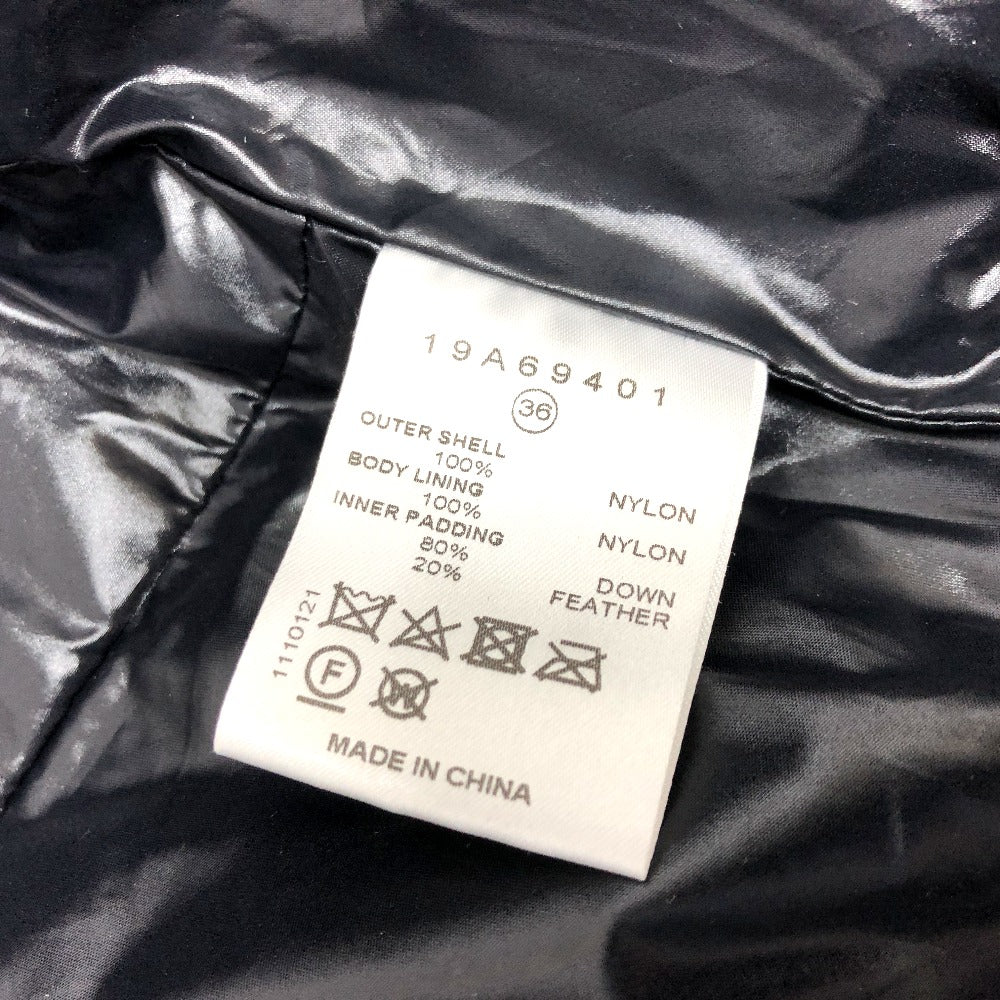 19A69401
36
OUTER SHELL
100% NYLON
BODY LINING
100% NYLON
INNER PADDING
80% DOWN
20% FEATHER
1110121
F
W
MADE IN CHINA